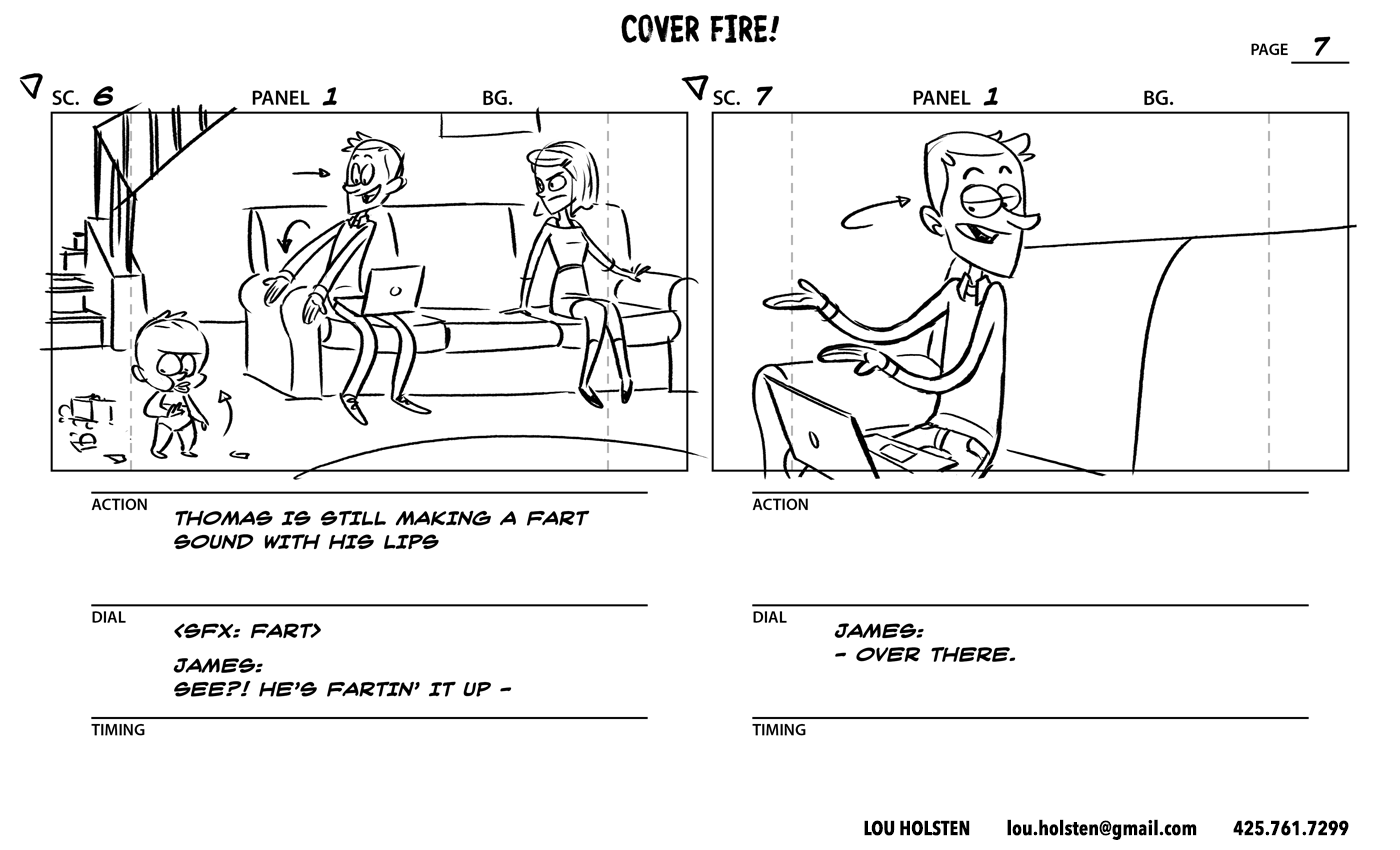 COVER FIRE!
PAGE 7
SC. 6 PANEL 1 BG.
SC. 7 PANEL 1 BG.
ACTION
THOMAS IS STILL MAKING A FART
SOUND WITH HIS LIPS
DIAL
<SFX: FART>
JAMES:
SEE?! HE'S FARTIN' IT UP –
TIMING
ACTION
DIAL
JAMES:
– OVER THERE.
TIMING
LOU HOLSTEN lou.holsten@gmail.com 425.761.7299